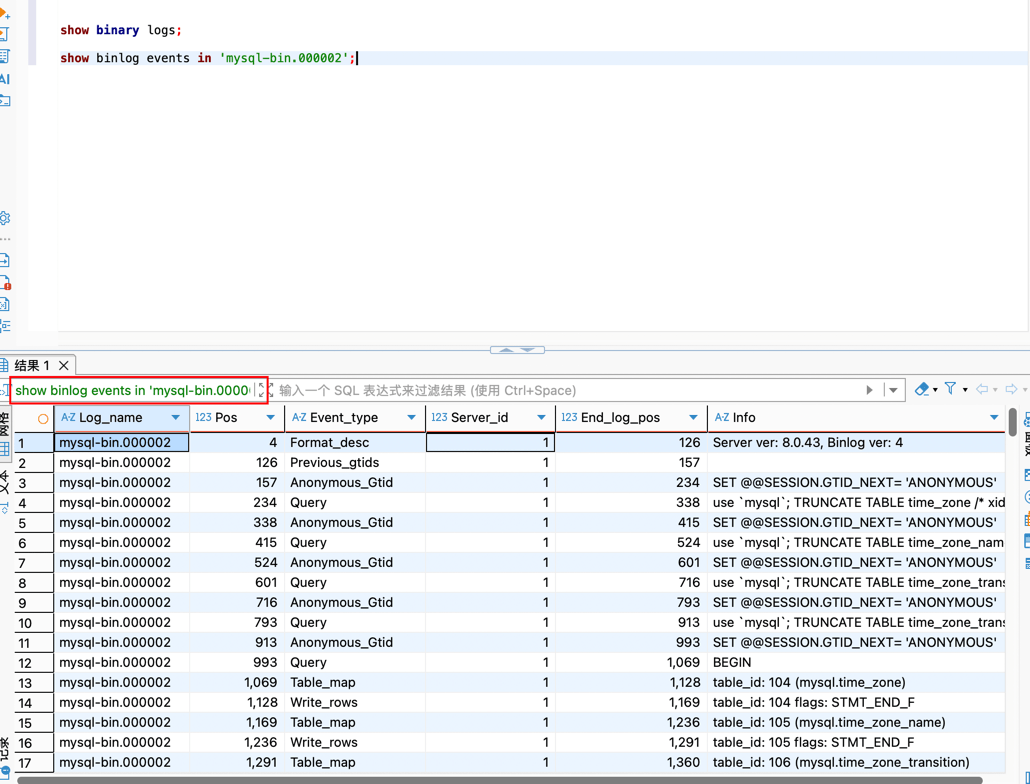 show binary logs;
show binlog events in 'mysql-bin.000002';
AI
结果 1
show binlog events in 'mysql-bin.0000
输入一个 SQL 表达式来过滤结果 (使用 Ctrl+Space)
网格
文本
记录
A-Z Log_name 123 Pos A-Z Event_type 123 Server_id 123 End_log_pos A-Z Info
1 mysql-bin.000002 4 Format_desc 1 126 Server ver: 8.0.43, Binlog ver: 4
2 mysql-bin.000002 126 Previous_gtids 1 157
3 mysql-bin.000002 157 Anonymous_Gtid 1 234 SET @@SESSION.GTID_NEXT= 'ANONYMOUS'
4 mysql-bin.000002 234 Query 1 338 use `mysql`; TRUNCATE TABLE time_zone /* xid
5 mysql-bin.000002 338 Anonymous_Gtid 1 415 SET @@SESSION.GTID_NEXT= 'ANONYMOUS'
6 mysql-bin.000002 415 Query 1 524 use `mysql`; TRUNCATE TABLE time_zone_nam
7 mysql-bin.000002 524 Anonymous_Gtid 1 601 SET @@SESSION.GTID_NEXT= 'ANONYMOUS'
8 mysql-bin.000002 601 Query 1 716 use `mysql`; TRUNCATE TABLE time_zone_trans
9 mysql-bin.000002 716 Anonymous_Gtid 1 793 SET @@SESSION.GTID_NEXT= 'ANONYMOUS'
10 mysql-bin.000002 793 Query 1 913 use `mysql`; TRUNCATE TABLE time_zone_trans
11 mysql-bin.000002 913 Anonymous_Gtid 1 993 SET @@SESSION.GTID_NEXT= 'ANONYMOUS'
12 mysql-bin.000002 993 Query 1 1,069 BEGIN
13 mysql-bin.000002 1,069 Table_map 1 1,128 table_id: 104 (mysql.time_zone)
14 mysql-bin.000002 1,128 Write_rows 1 1,169 table_id: 104 flags: STMT_END_F
15 mysql-bin.000002 1,169 Table_map 1 1,236 table_id: 105 (mysql.time_zone_name)
16 mysql-bin.000002 1,236 Write_rows 1 1,291 table_id: 105 flags: STMT_END_F
17 mysql-bin.000002 1,291 Table_map 1 1,360 table_id: 106 (mysql.time_zone_transition)